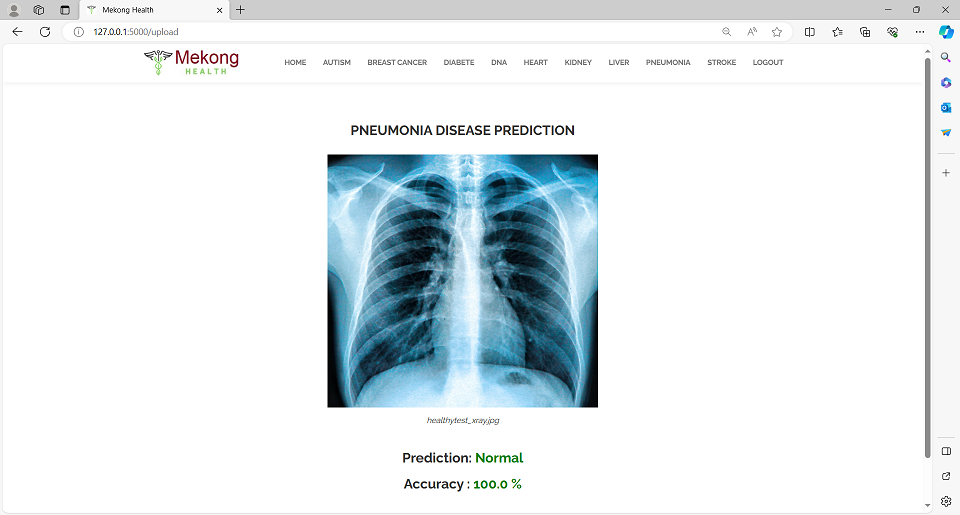 Mekong Health
127.0.0.1:5000/upload
Mekong
HEALTH
HOME AUTISM BREAST CANCER DIABETE DNA HEART KIDNEY LIVER PNEUMONIA STROKE LOGOUT
PNEUMONIA DISEASE PREDICTION
healthytest_xray.jpg
Prediction: Normal
Accuracy : 100.0 %